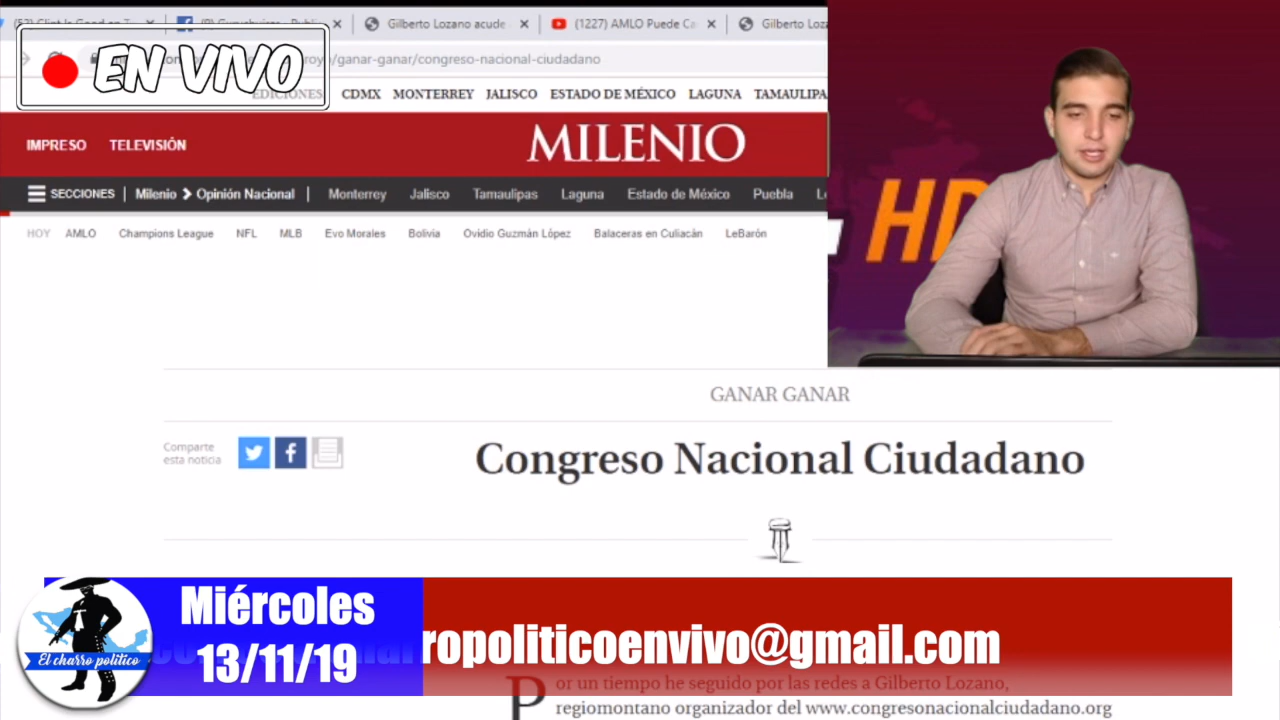 Gilberto Lozano acude
(1227) AMLO Puede Ca
Gilberto Loza
EN VIVO
/ganar-ganar/congreso-nacional-ciudadano
EDICIONES CDMX MONTERREY JALISCO ESTADO DE MÉXICO LAGUNA TAMAULIPA
IMPRESO TELEVISIÓN MILENIO
HD
SECCIONES Milenio Opinión Nacional Monterrey Jalisco Tamaulipas Laguna Estado de México Puebla
HOY AMLO Champions League NFL MLB Evo Morales Bolivia Ovidio Guzmán López Balaceras en Culiacán LeBarón
GANAR GANAR
Comparte
esta noticia
Congreso Nacional Ciudadano
Miércoles
13/11/19
ropoliticoenvivo@gmail.com
El charro político
Por un tiempo he seguido por las redes a Gilberto Lozano,
regiomontano organizador del www.congresonacionalciudadano.org